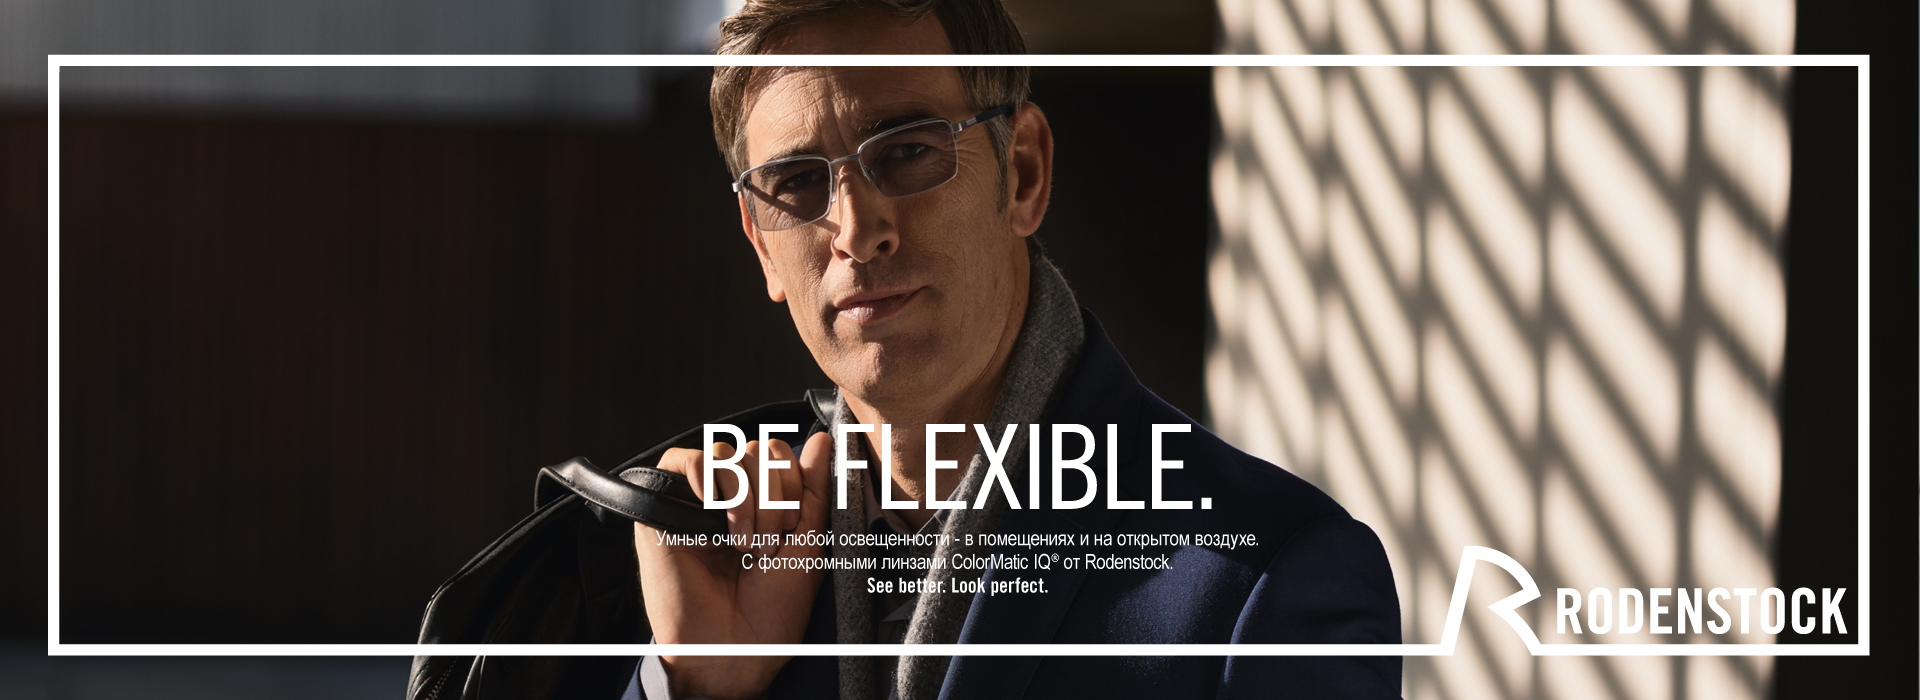 BE FLEXIBLE.
Умные очки для любой освещенности - в помещениях и на открытом воздухе.
С фотохромными линзами ColorMatic IQ® от Rodenstock.
See better. Look perfect.
RODENSTOCK